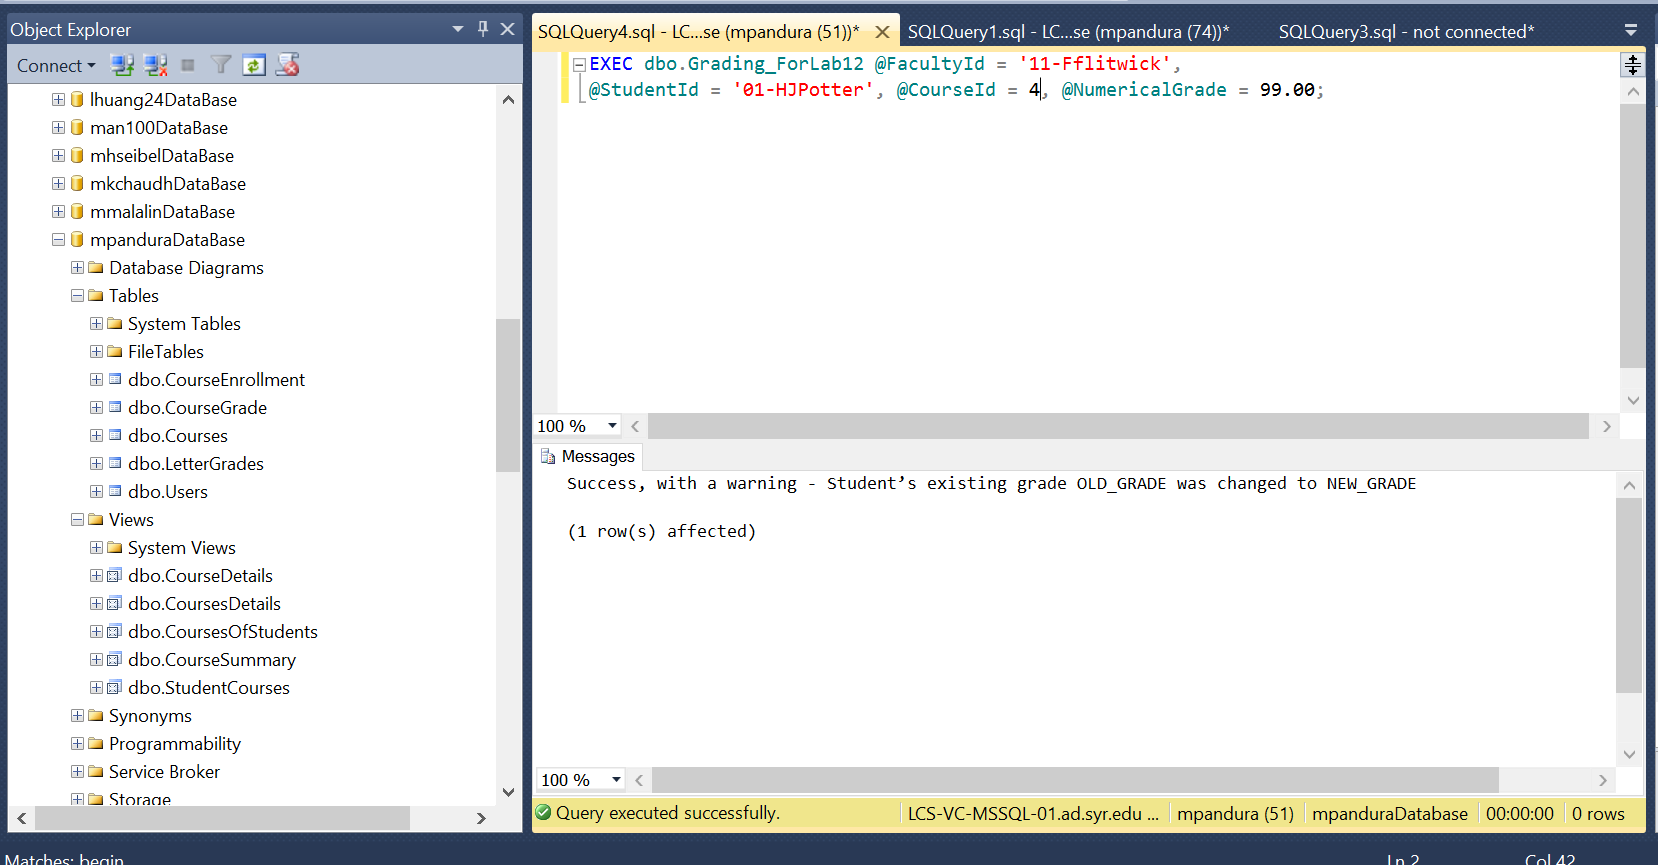 Object Explorer
Connect
lhuang24DataBase
man100DataBase
mhseibelDataBase
mkchaudhDataBase
mmalalinDataBase
mpanduraDataBase
Database Diagrams
Tables
System Tables
FileTables
dbo.CourseEnrollment
dbo.CourseGrade
dbo.Courses
dbo.LetterGrades
dbo.Users
Views
System Views
dbo.CourseDetails
dbo.CoursesDetails
dbo.CoursesOfStudents
dbo.CourseSummary
dbo.StudentCourses
Synonyms
Programmability
Service Broker
Storage
SQLQuery4.sql - LC...se (mpandura (51))* SQLQuery1.sql - LC...se (mpandura (74))* SQLQuery3.sql - not connected*
EXEC dbo.Grading_ForLab12 @FacultyId = '11-Fflitwick',
@StudentId = '01-HJPotter', @CourseId = 4, @NumericalGrade = 99.00;
100 %
Messages
Success, with a warning - Student’s existing grade OLD_GRADE was changed to NEW_GRADE
(1 row(s) affected)
100 %
Query executed successfully. LCS-VC-MSSQL-01.ad.syr.edu ... mpandura (51) mpanduraDatabase 00:00:00 0 rows
Matches: begin Ln 2 Col 42